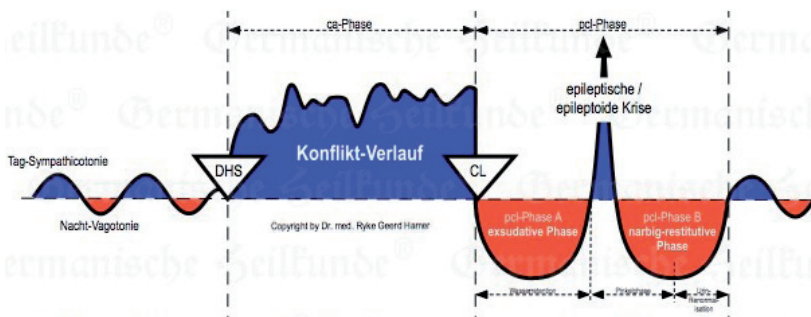 ca-Phase
pcl-Phase
epileptische /
epileptoide Krise
Tag-Sympathicotonie
DHS
Konflikt-Verlauf
CL
Nacht-Vagotonie
Copyright by Dr. med. Ryke Geerd Hamer
pcl-Phase A
exsudative Phase
pcl-Phase B
narbig-restitutive
Phase
Pinkelphase
Germanische Heilkunde®